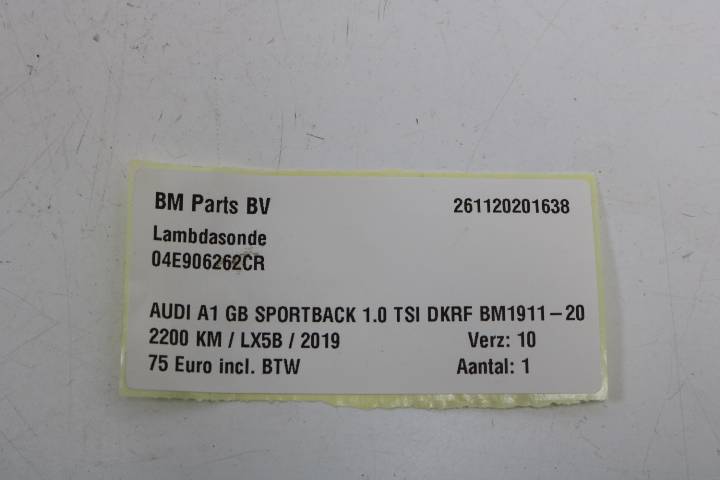 BM Parts BV 261120201638
Lambdasonde
04E906262CR
AUDI A1 GB SPORTBACK 1.0 TSI DKRF BM1911-20
2200 KM / LX5B / 2019 Verz: 10
75 Euro incl. BTW Aantal: 1